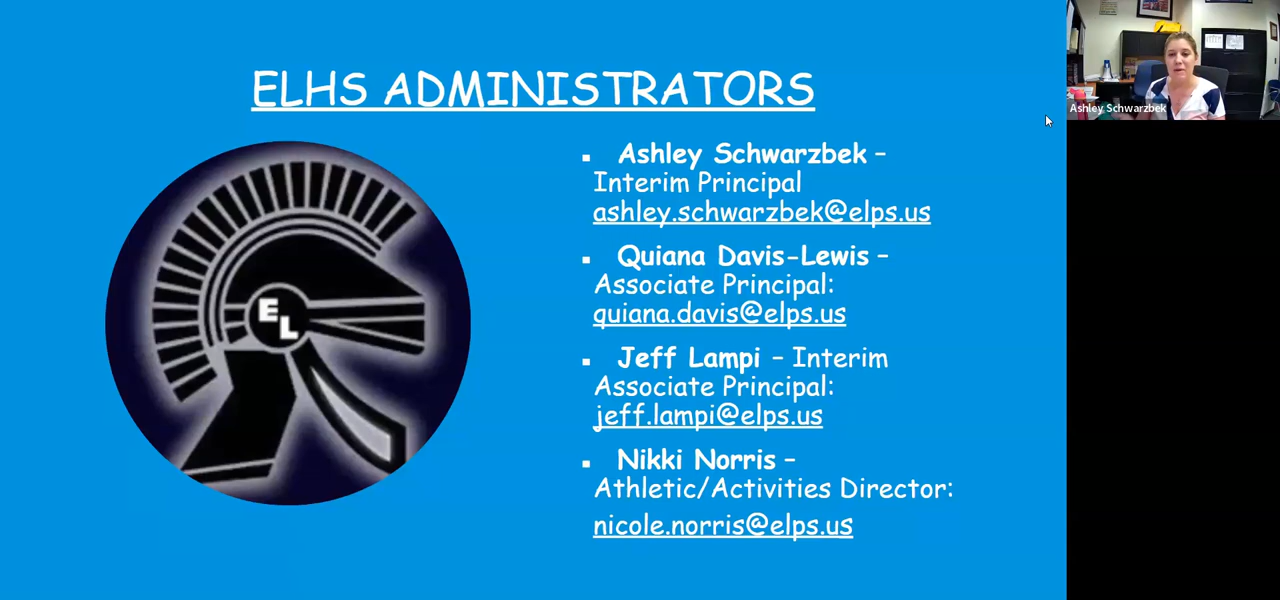 ELHS ADMINISTRATORS
▪ Ashley Schwarzbek –
Interim Principal
ashley.schwarzbek@elps.us
▪ Quiana Davis-Lewis –
Associate Principal:
quiana.davis@elps.us
▪ Jeff Lampi – Interim
Associate Principal:
jeff.lampi@elps.us
▪ Nikki Norris –
Athletic/Activities Director:
nicole.norris@elps.us
EL
Ashley Schwarzbek